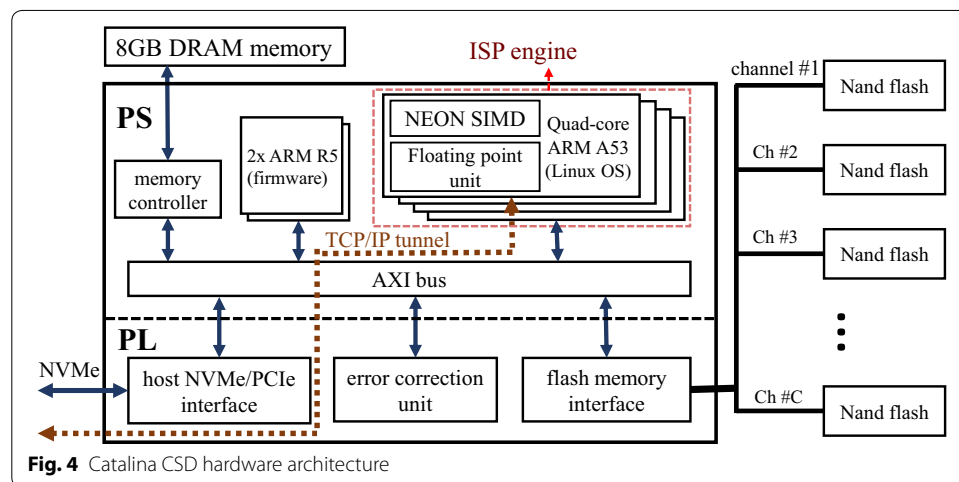 8GB DRAM memory
ISP engine
PS
NEON SIMD
Floating point
unit
Quad-core
ARM A53
(Linux OS)
2x ARM R5
(firmware)
memory
controller
TCP/IP tunnel
AXI bus
PL
NVMe
host NVMe/PCIe
interface
error correction
unit
flash memory
interface
channel #1
Nand flash
Ch #2
Nand flash
Ch #3
Nand flash
Ch #C
Nand flash
Fig. 4 Catalina CSD hardware architecture